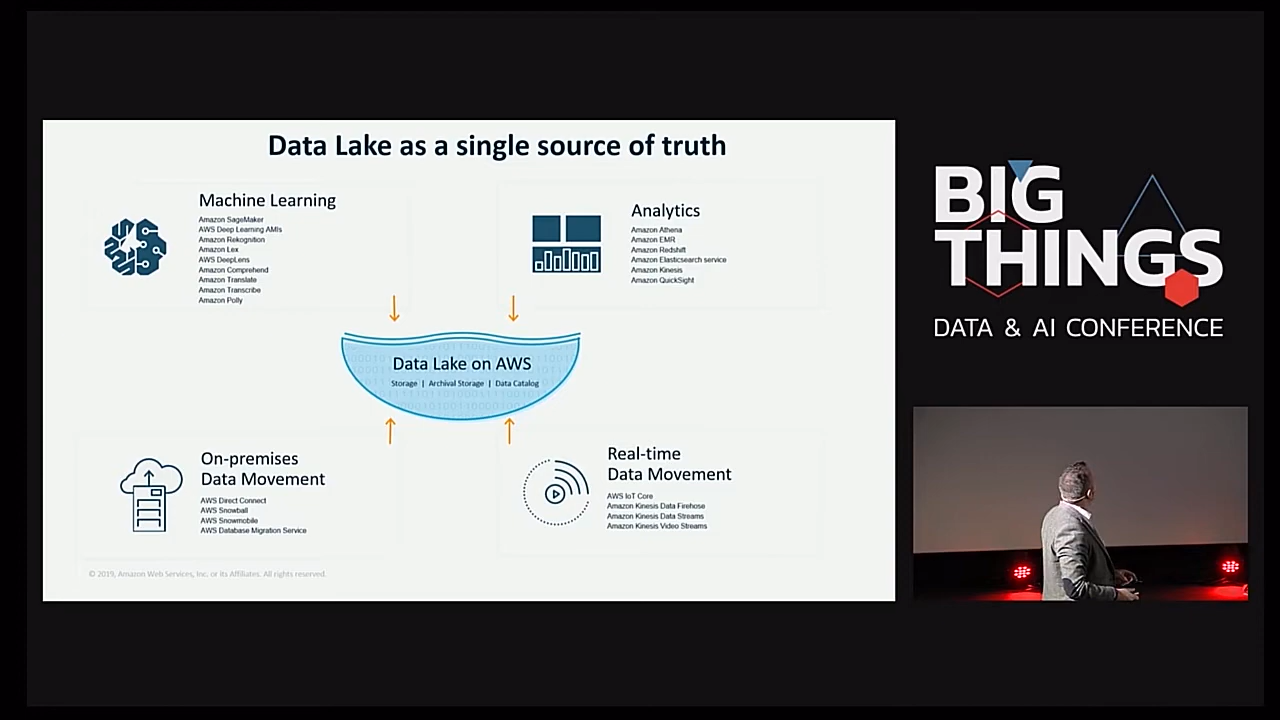 Data Lake as a single source of truth
Machine Learning
Amazon SageMaker
AWS Deep Learning AMIs
Amazon Rekognition
Amazon Lex
AWS DeepLens
Amazon Comprehend
Amazon Translate
Amazon Transcribe
Amazon Polly
Analytics
Amazon Athena
Amazon EMR
Amazon Redshift
Amazon Elasticsearch service
Amazon Kinesis
Amazon QuickSight
Data Lake on AWS
Storage | Archival Storage | Data Catalog
On-premises
Data Movement
AWS Direct Connect
AWS Snowball
AWS Snowmobile
AWS Database Migration Service
Real-time
Data Movement
AWS IoT Core
Amazon Kinesis Data Firehose
Amazon Kinesis Data Streams
Amazon Kinesis Video Streams
© 2019, Amazon Web Services, Inc. or its Affiliates. All rights reserved.
BIG
THINGS
DATA & AI CONFERENCE